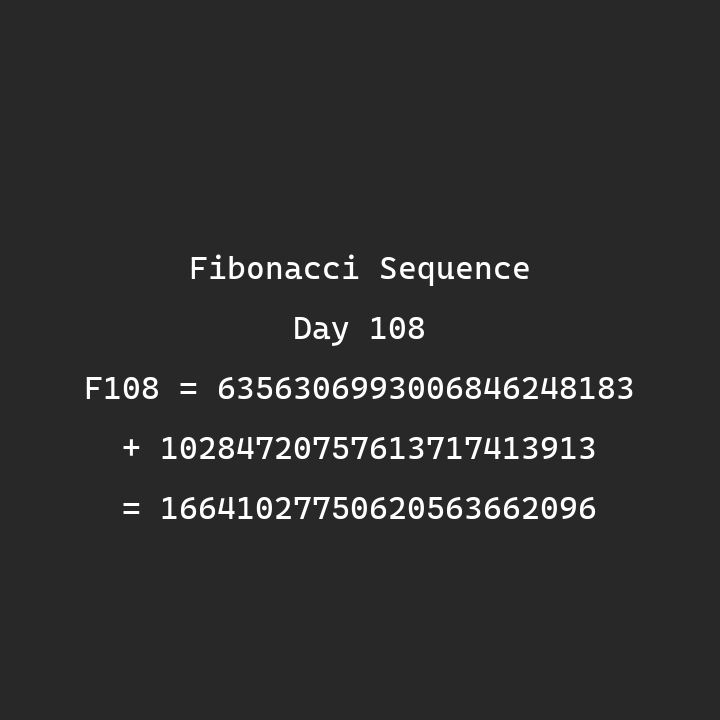 Fibonacci Sequence
Day 108
F108 = 6356306993006846248183
+ 10284720757613717413913
= 16641027750620563662096